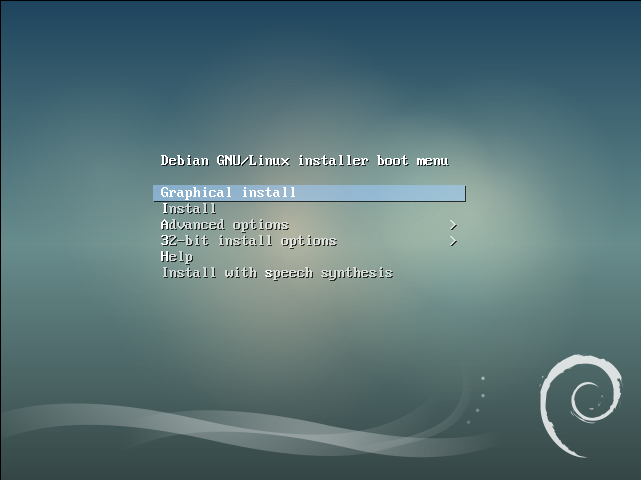 Debian GNU/Linux installer boot menu
Graphical install
Install
Advanced options >
32-bit install options >
Help
Install with speech synthesis